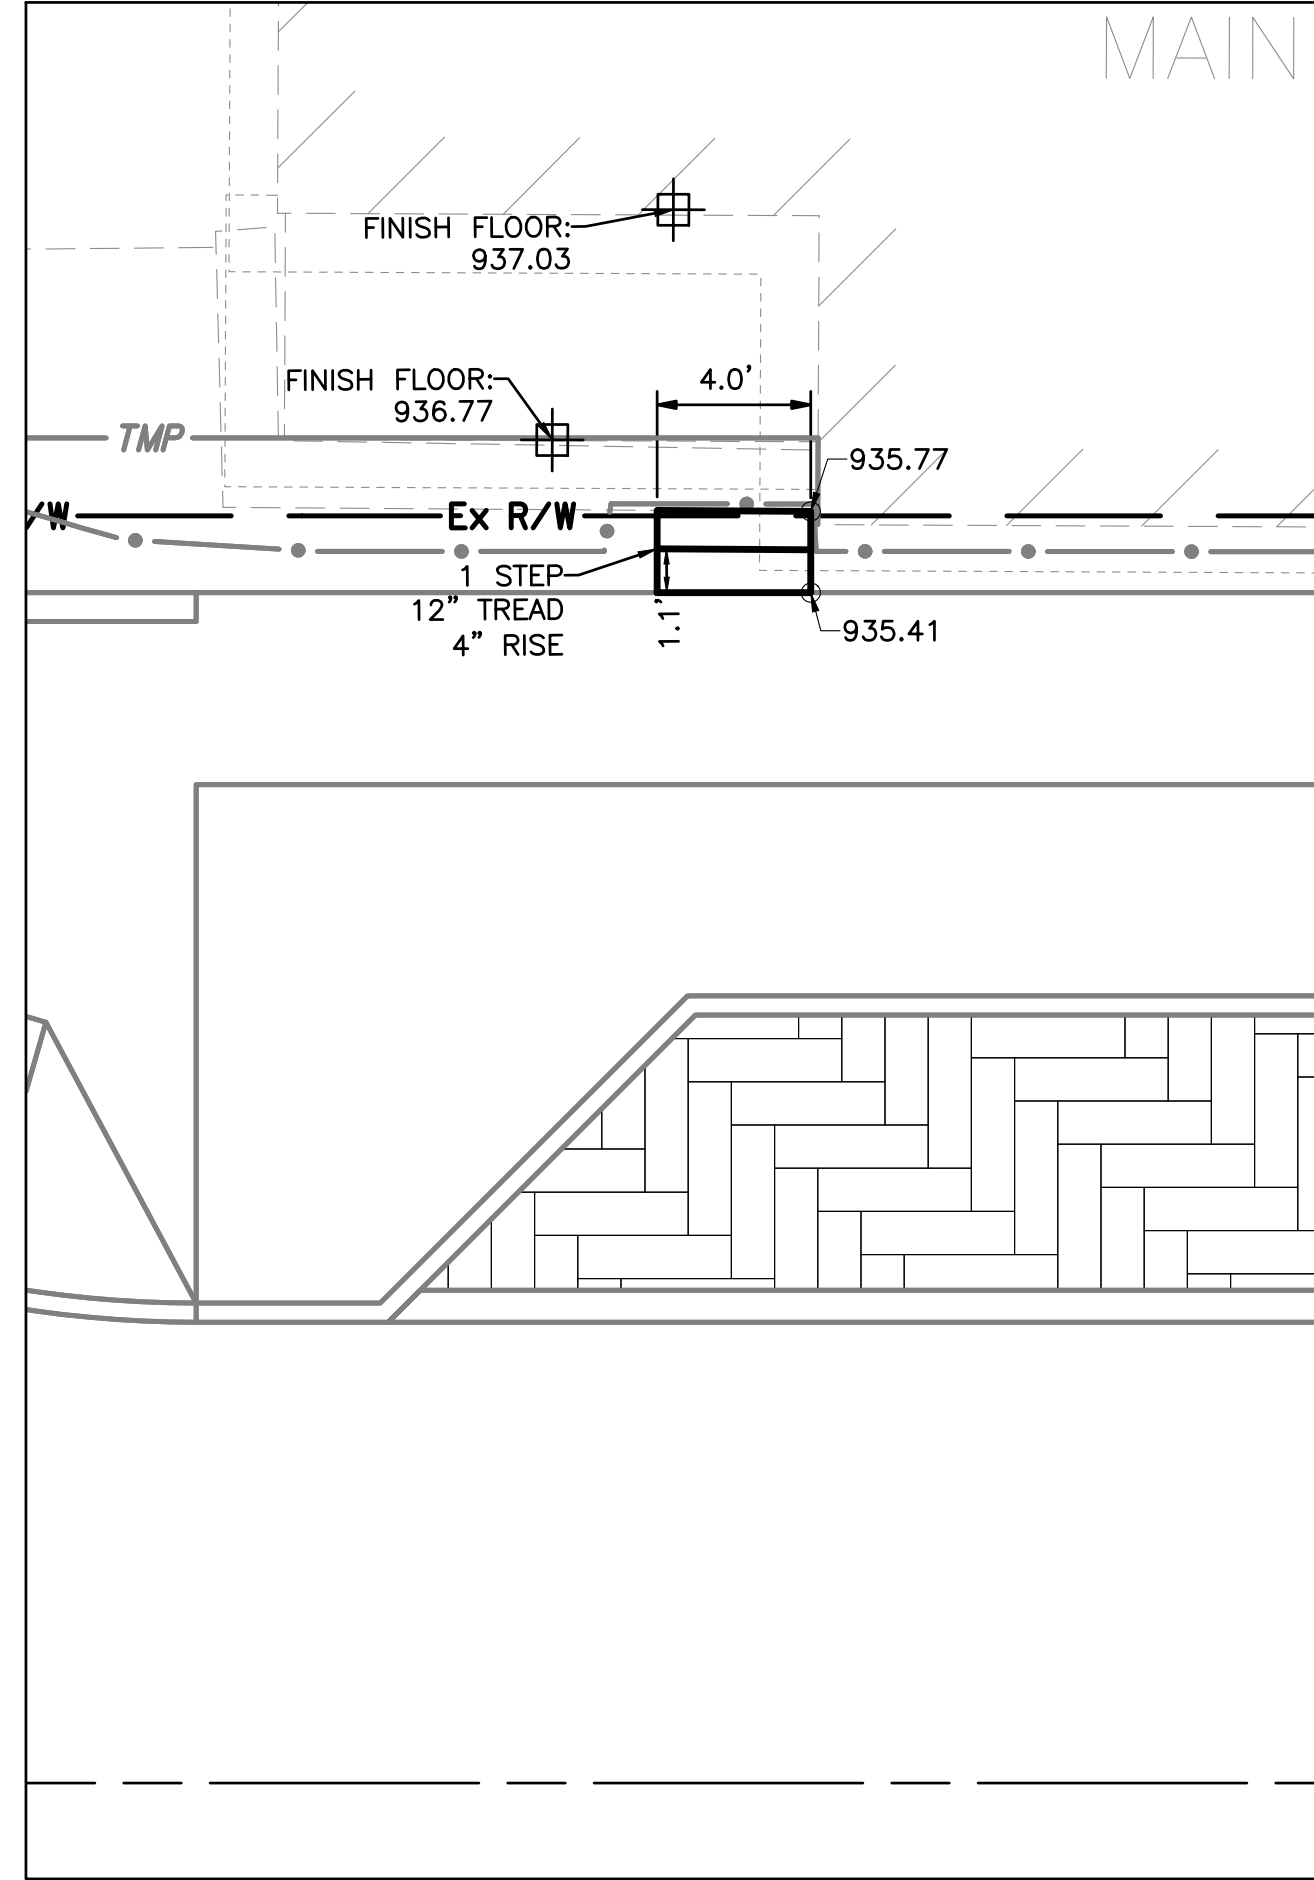 MAIN
FINISH FLOOR:
937.03
FINISH FLOOR:
936.77
4.0’
TMP
935.77
/W
Ex R/W
1 STEP
12” TREAD
4” RISE
1.1’
935.41